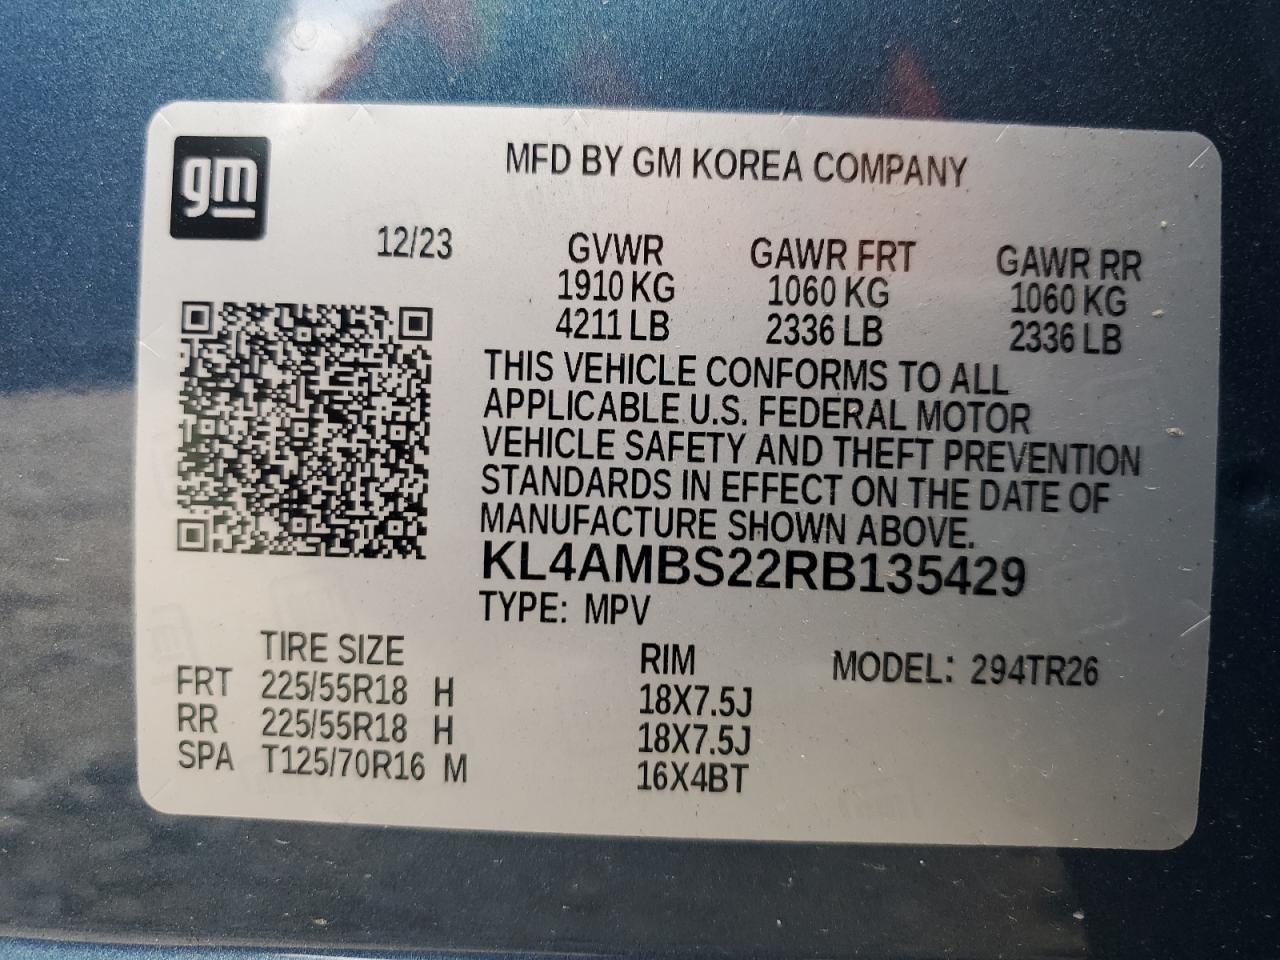 gm
MFD BY GM KOREA COMPANY
12/23 GVWR GAWR FRT GAWR RR
1910 KG 1060 KG 1060 KG
4211 LB 2336 LB 2336 LB
THIS VEHICLE CONFORMS TO ALL
APPLICABLE U.S. FEDERAL MOTOR
VEHICLE SAFETY AND THEFT PREVENTION
STANDARDS IN EFFECT ON THE DATE OF
MANUFACTURE SHOWN ABOVE.
KL4AMBS22RB135429
TYPE: MPV
TIRE SIZE RIM MODEL: 294TR26
FRT 225/55R18 H 18X7.5J
RR 225/55R18 H 18X7.5J
SPA T125/70R16 M 16X4BT